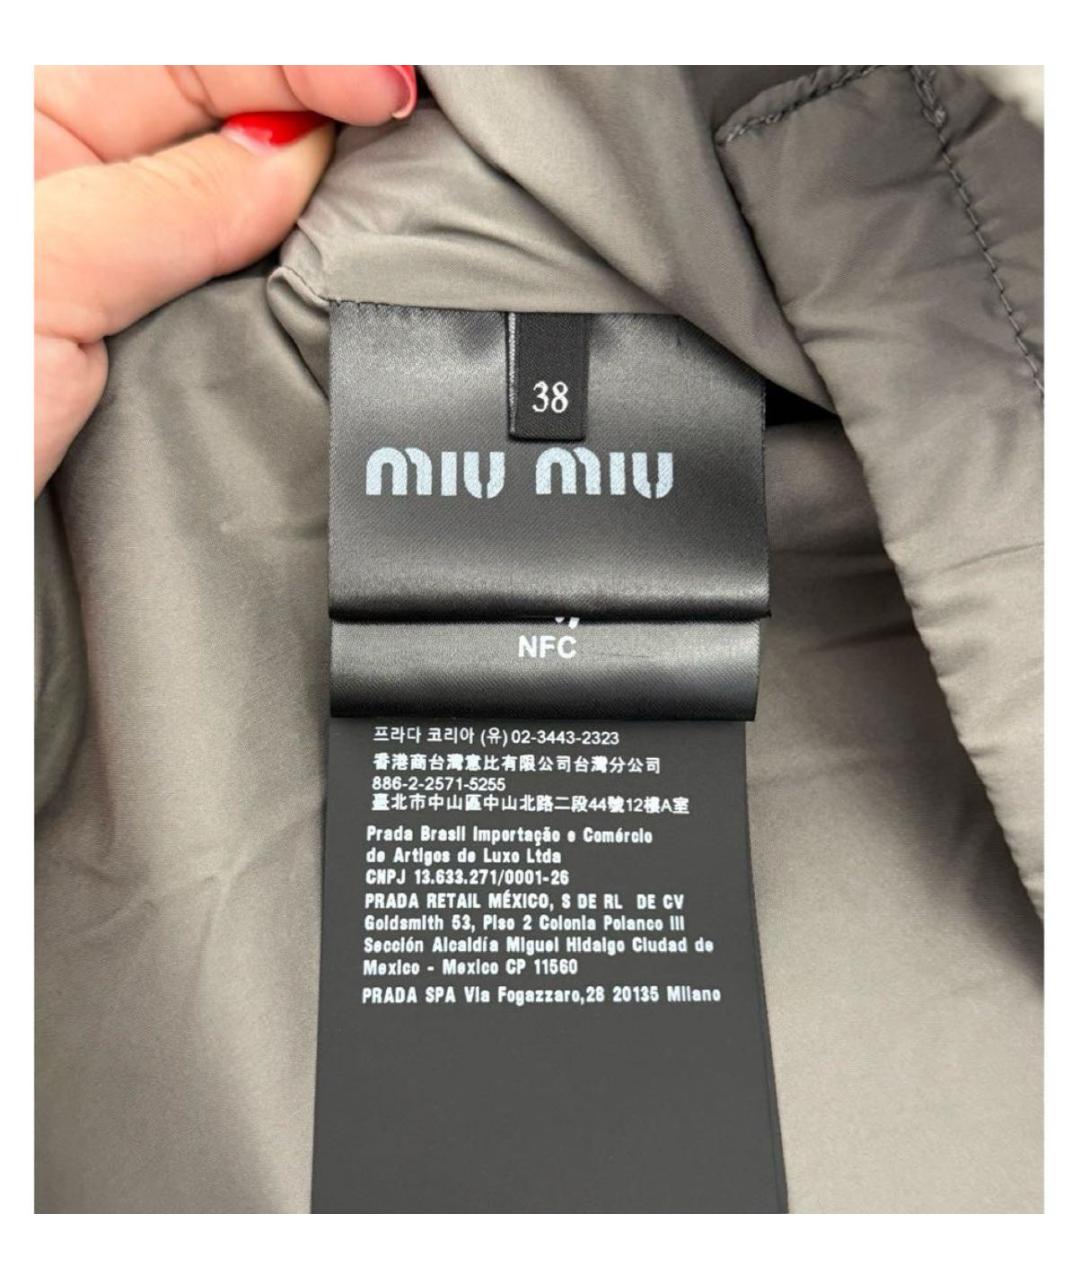 38
MIU MIU
NFC
프라다 코리아 (유) 02-3443-2323
香港商台灣意比有限公司台灣分公司
886-2-2571-5255
臺北市中山區中山北路二段44號12樓A室
Prada Brasil Importação e Comércio
de Artigos de Luxo Ltda
CNPJ 13.633.271/0001-26
PRADA RETAIL MÉXICO, S DE RL DE CV
Goldsmith 53, Piso 2 Colonia Polanco III
Sección Alcaldía Miguel Hidalgo Ciudad de
Mexico - Mexico CP 11560
PRADA SPA Via Fogazzaro,28 20135 Milano